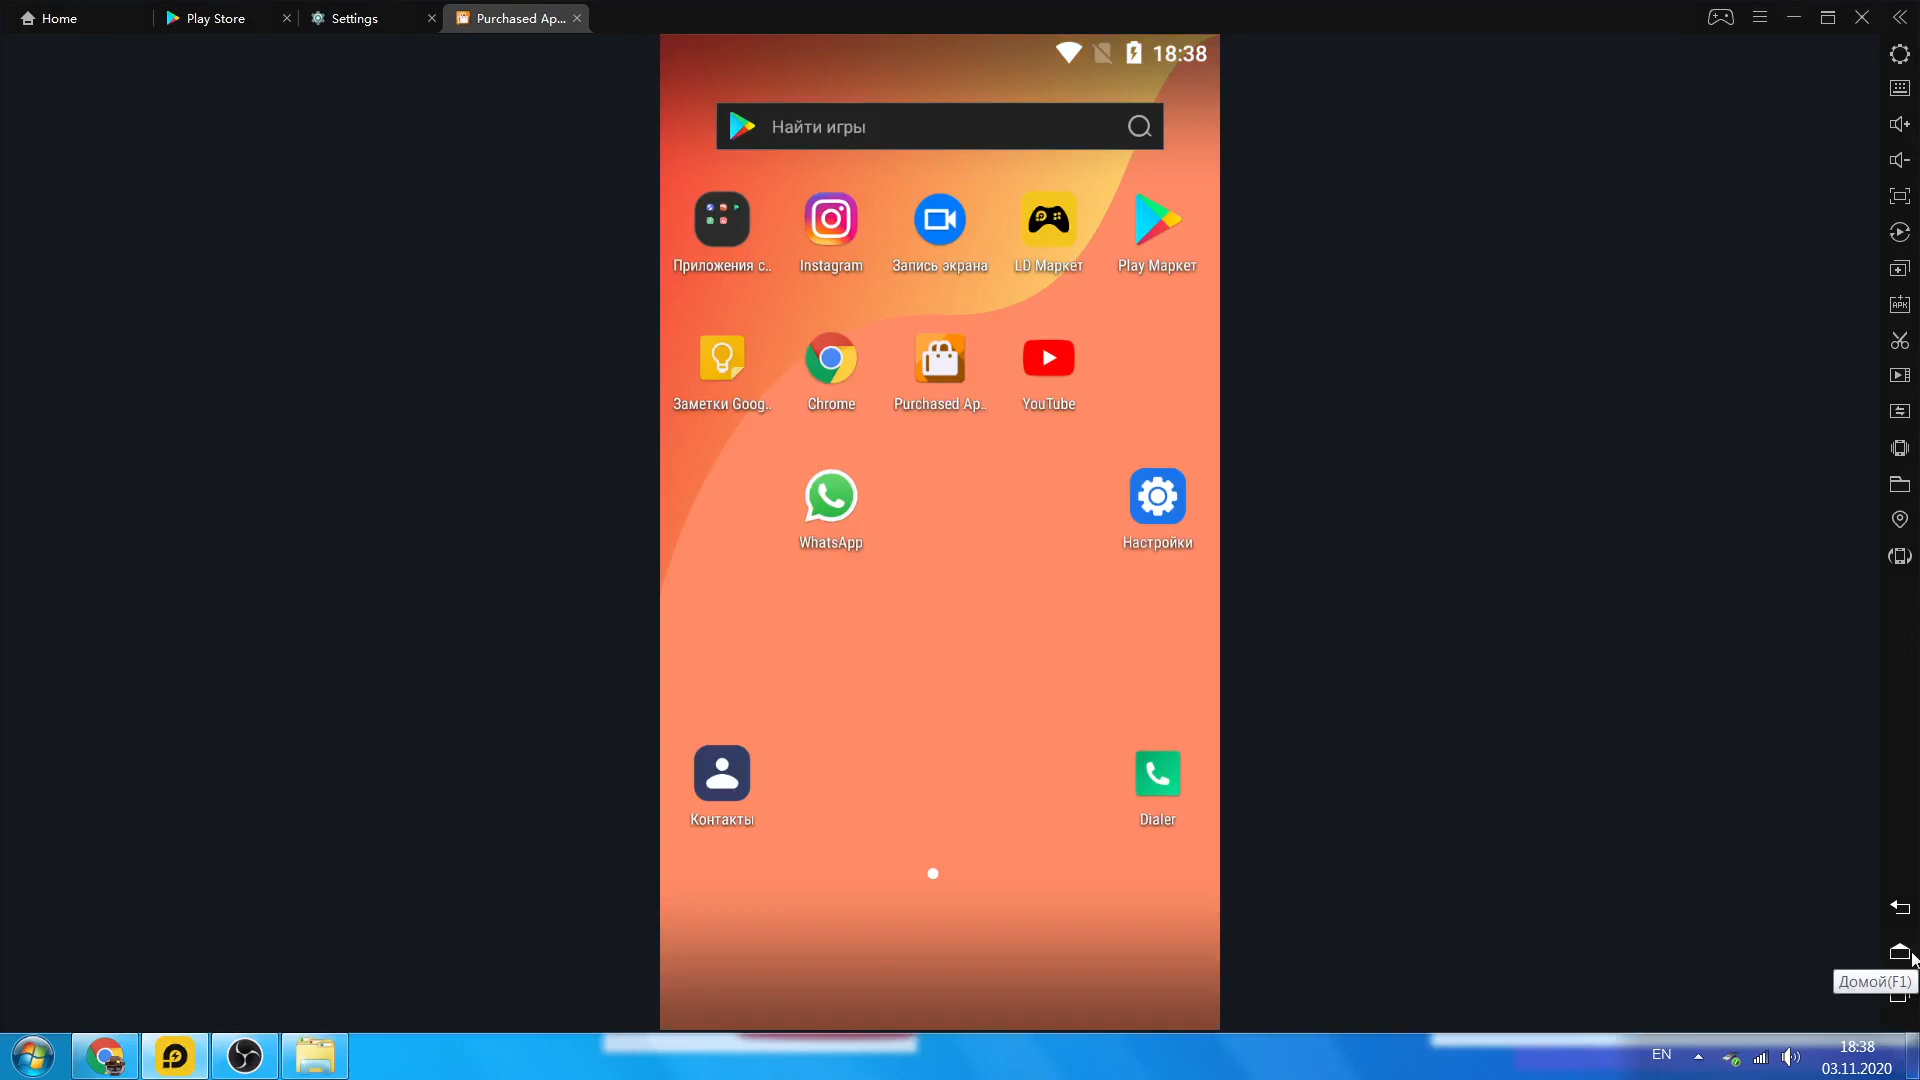 Home
Play Store
Settings
Purchased Ap...
18:38
Найти игры
Приложения с..
Instagram
Запись экрана
LD Маркет
Play Маркет
Заметки Goog..
Chrome
Purchased Ap..
YouTube
WhatsApp
Настройки
Контакты
Dialer
APK
Домой(F1)
EN
18:38
03.11.2020